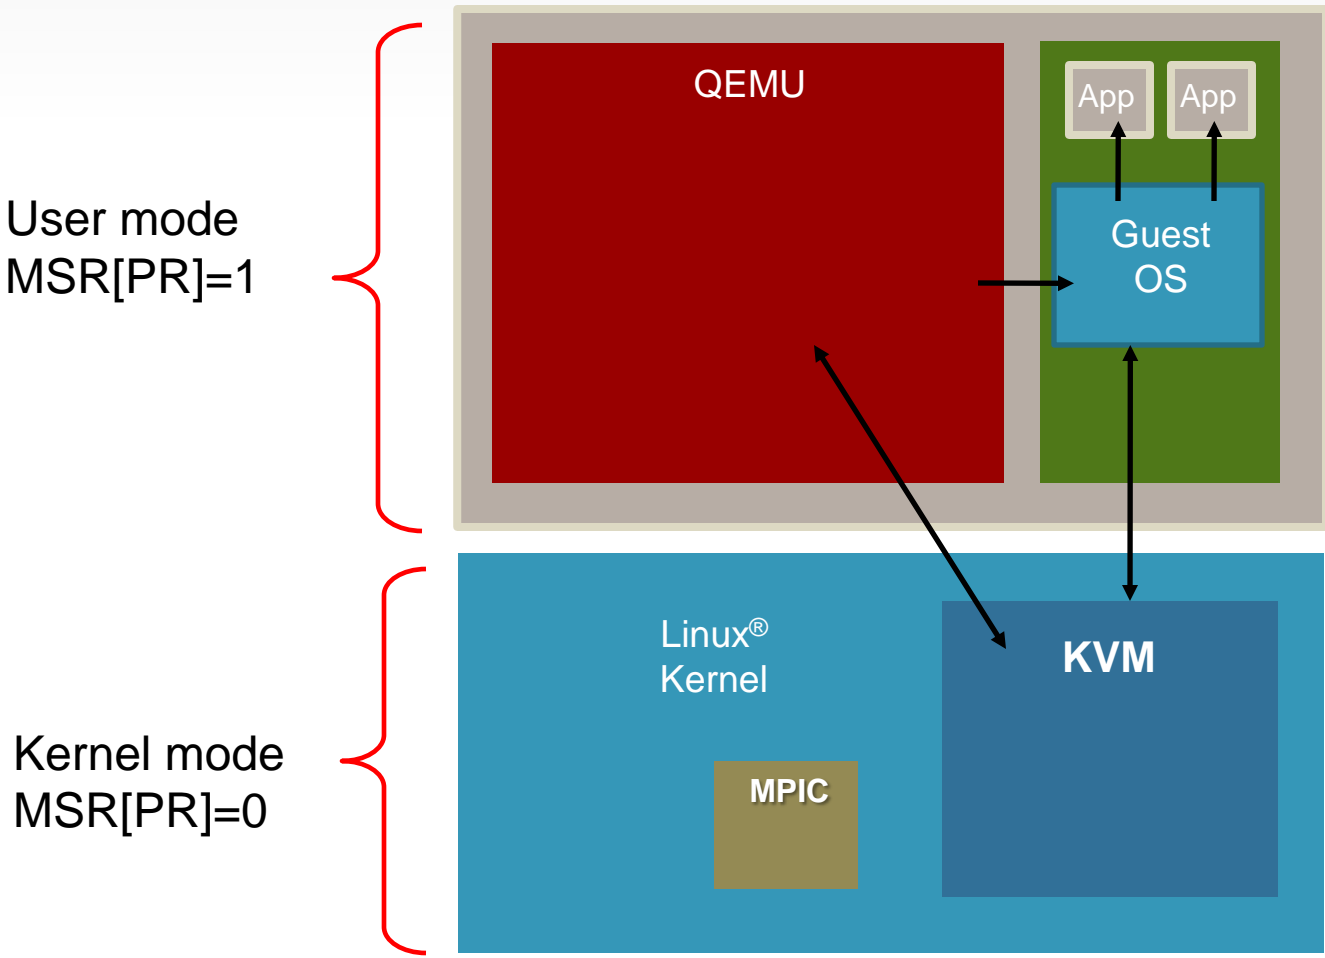 QEMU
App
App
User mode
MSR[PR]=1
Guest
OS
Linux®
Kernel
KVM
Kernel mode
MSR[PR]=0
MPIC